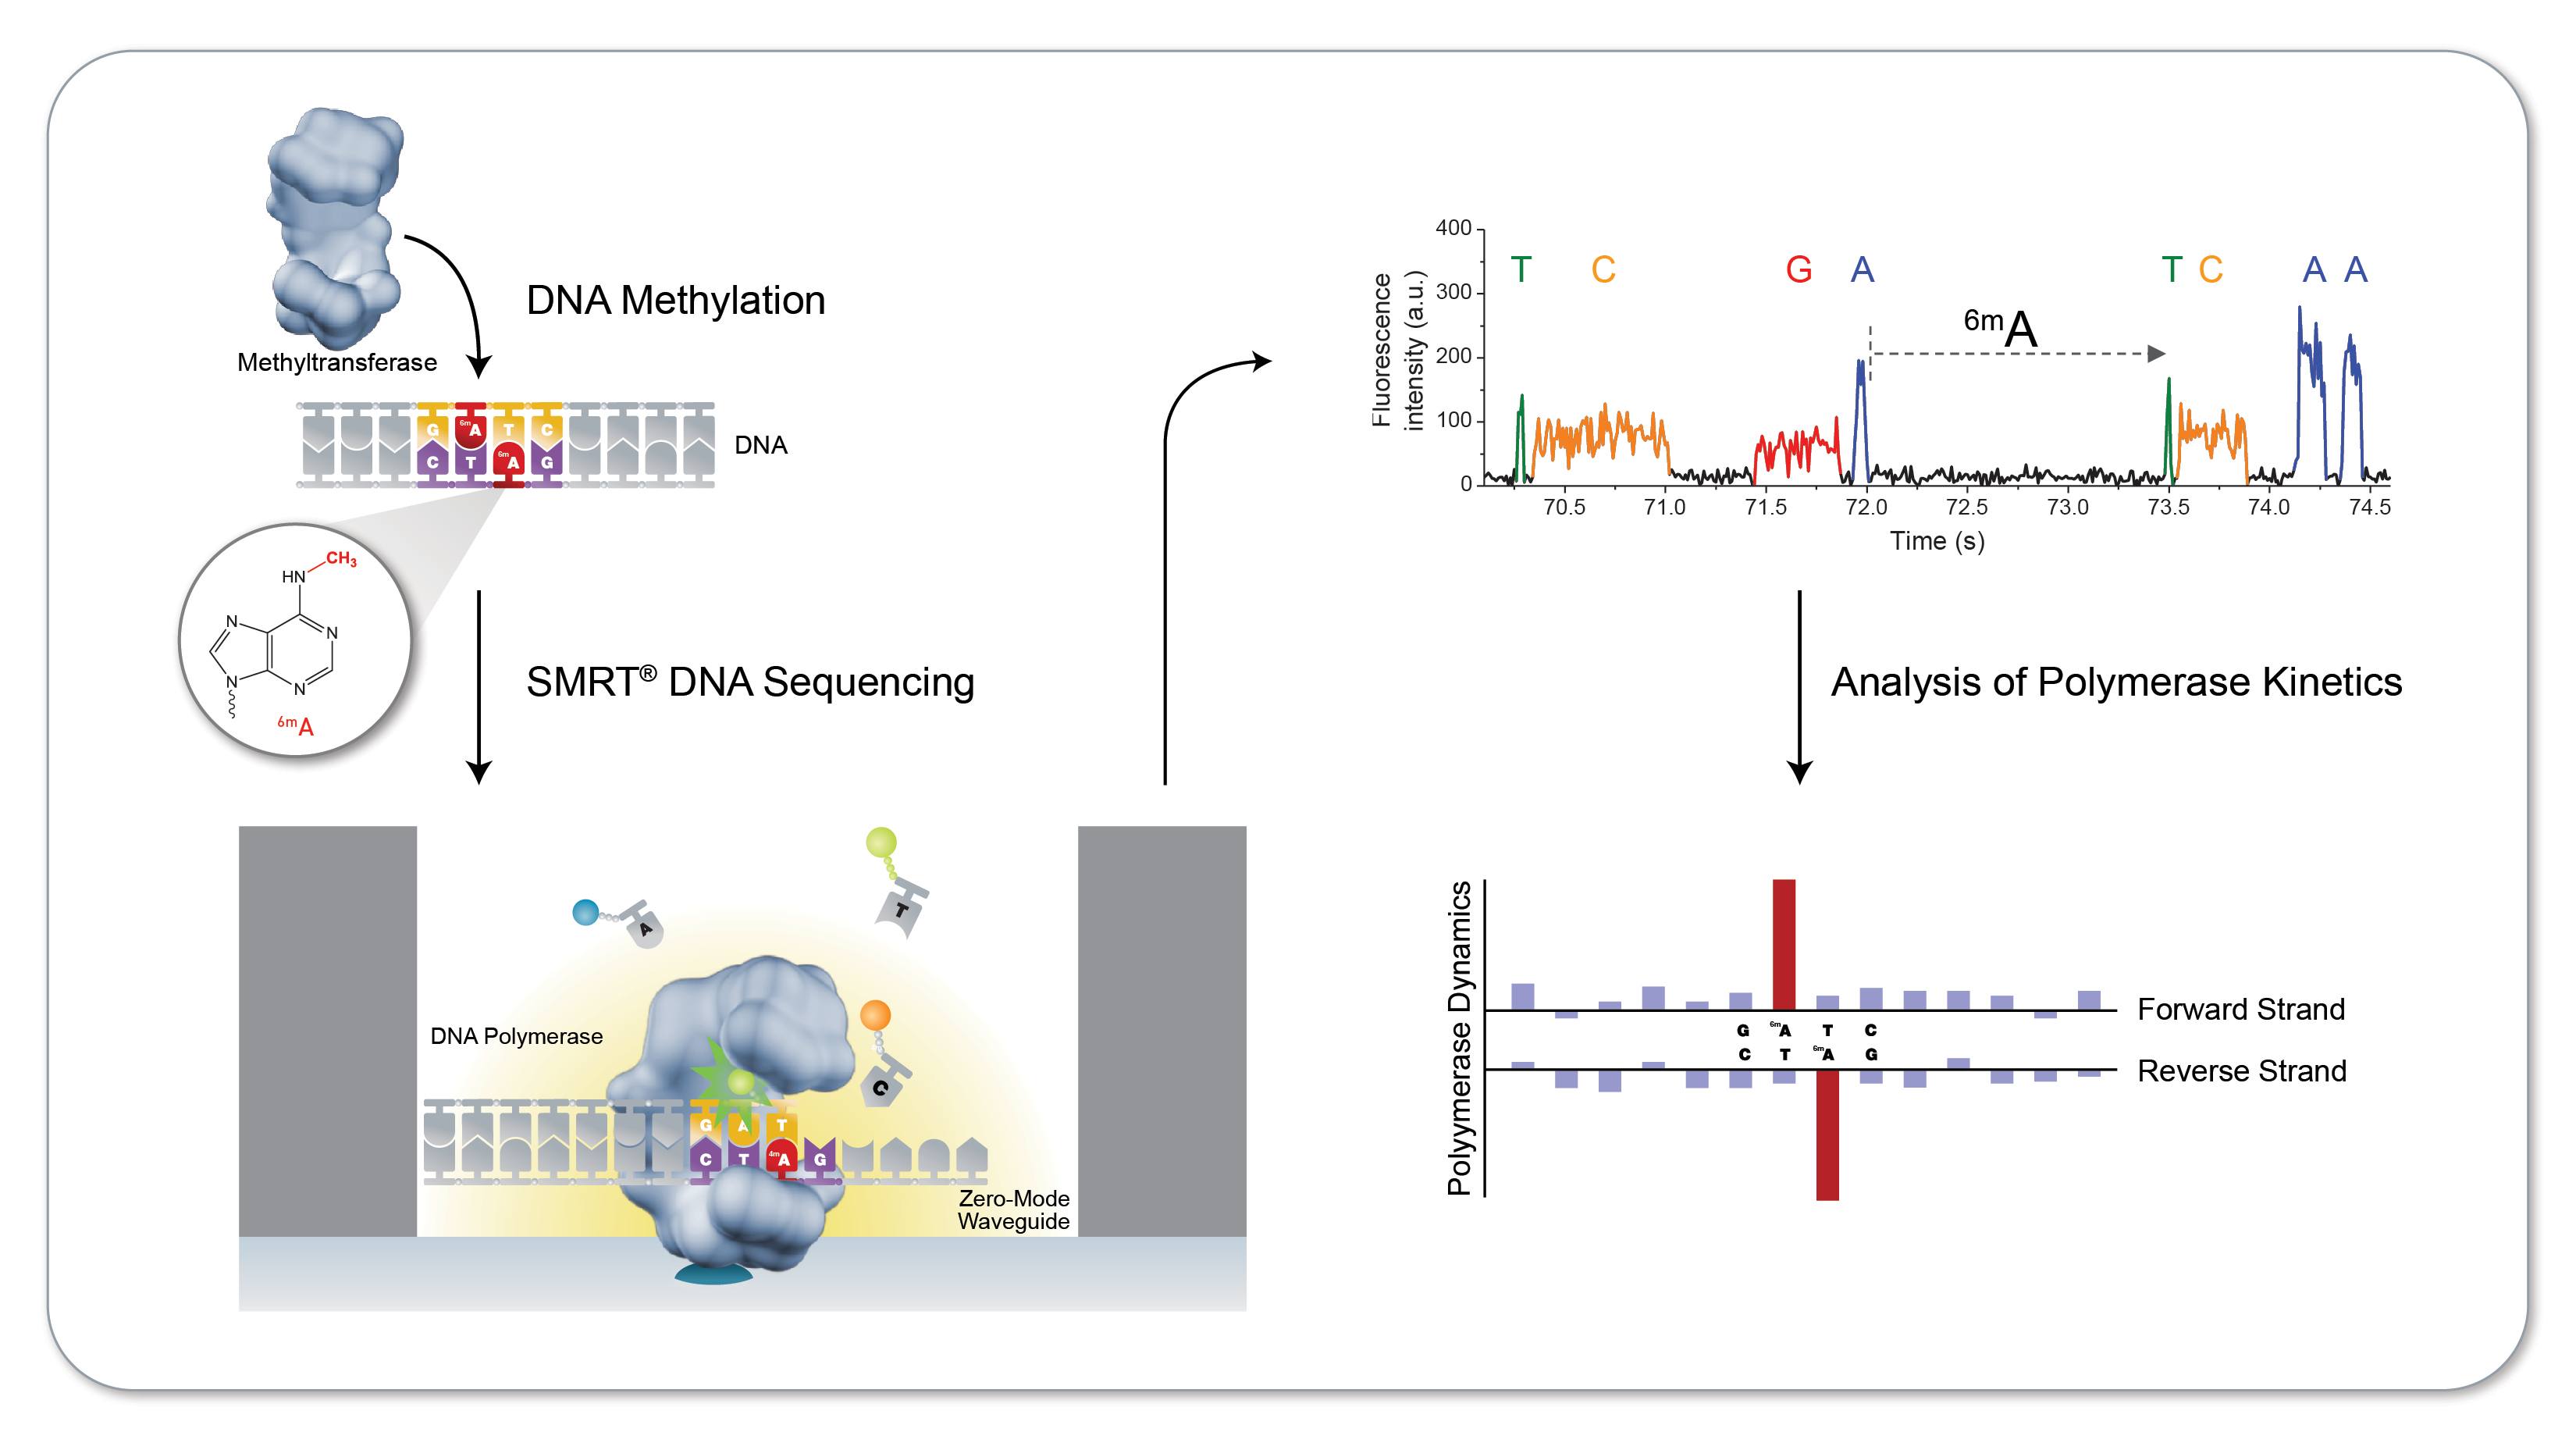 DNA Methylation
Methyltransferase
G 6mA T C
C T 6mA G
DNA
CH3
HN
N
N
N
N
6mA
SMRT® DNA Sequencing
A
T
C
DNA Polymerase
G A T
C T 4mA G
Zero-Mode
Waveguide
Fluorescence
intensity (a.u.)
400
300
200
100
0
T C G A T C A A
6mA
70.5 71.0 71.5 72.0 72.5 73.0 73.5 74.0 74.5
Time (s)
Analysis of Polymerase Kinetics
Polyymerase Dynamics
Forward Strand
G 6mA T C
C T 6mA G
Reverse Strand